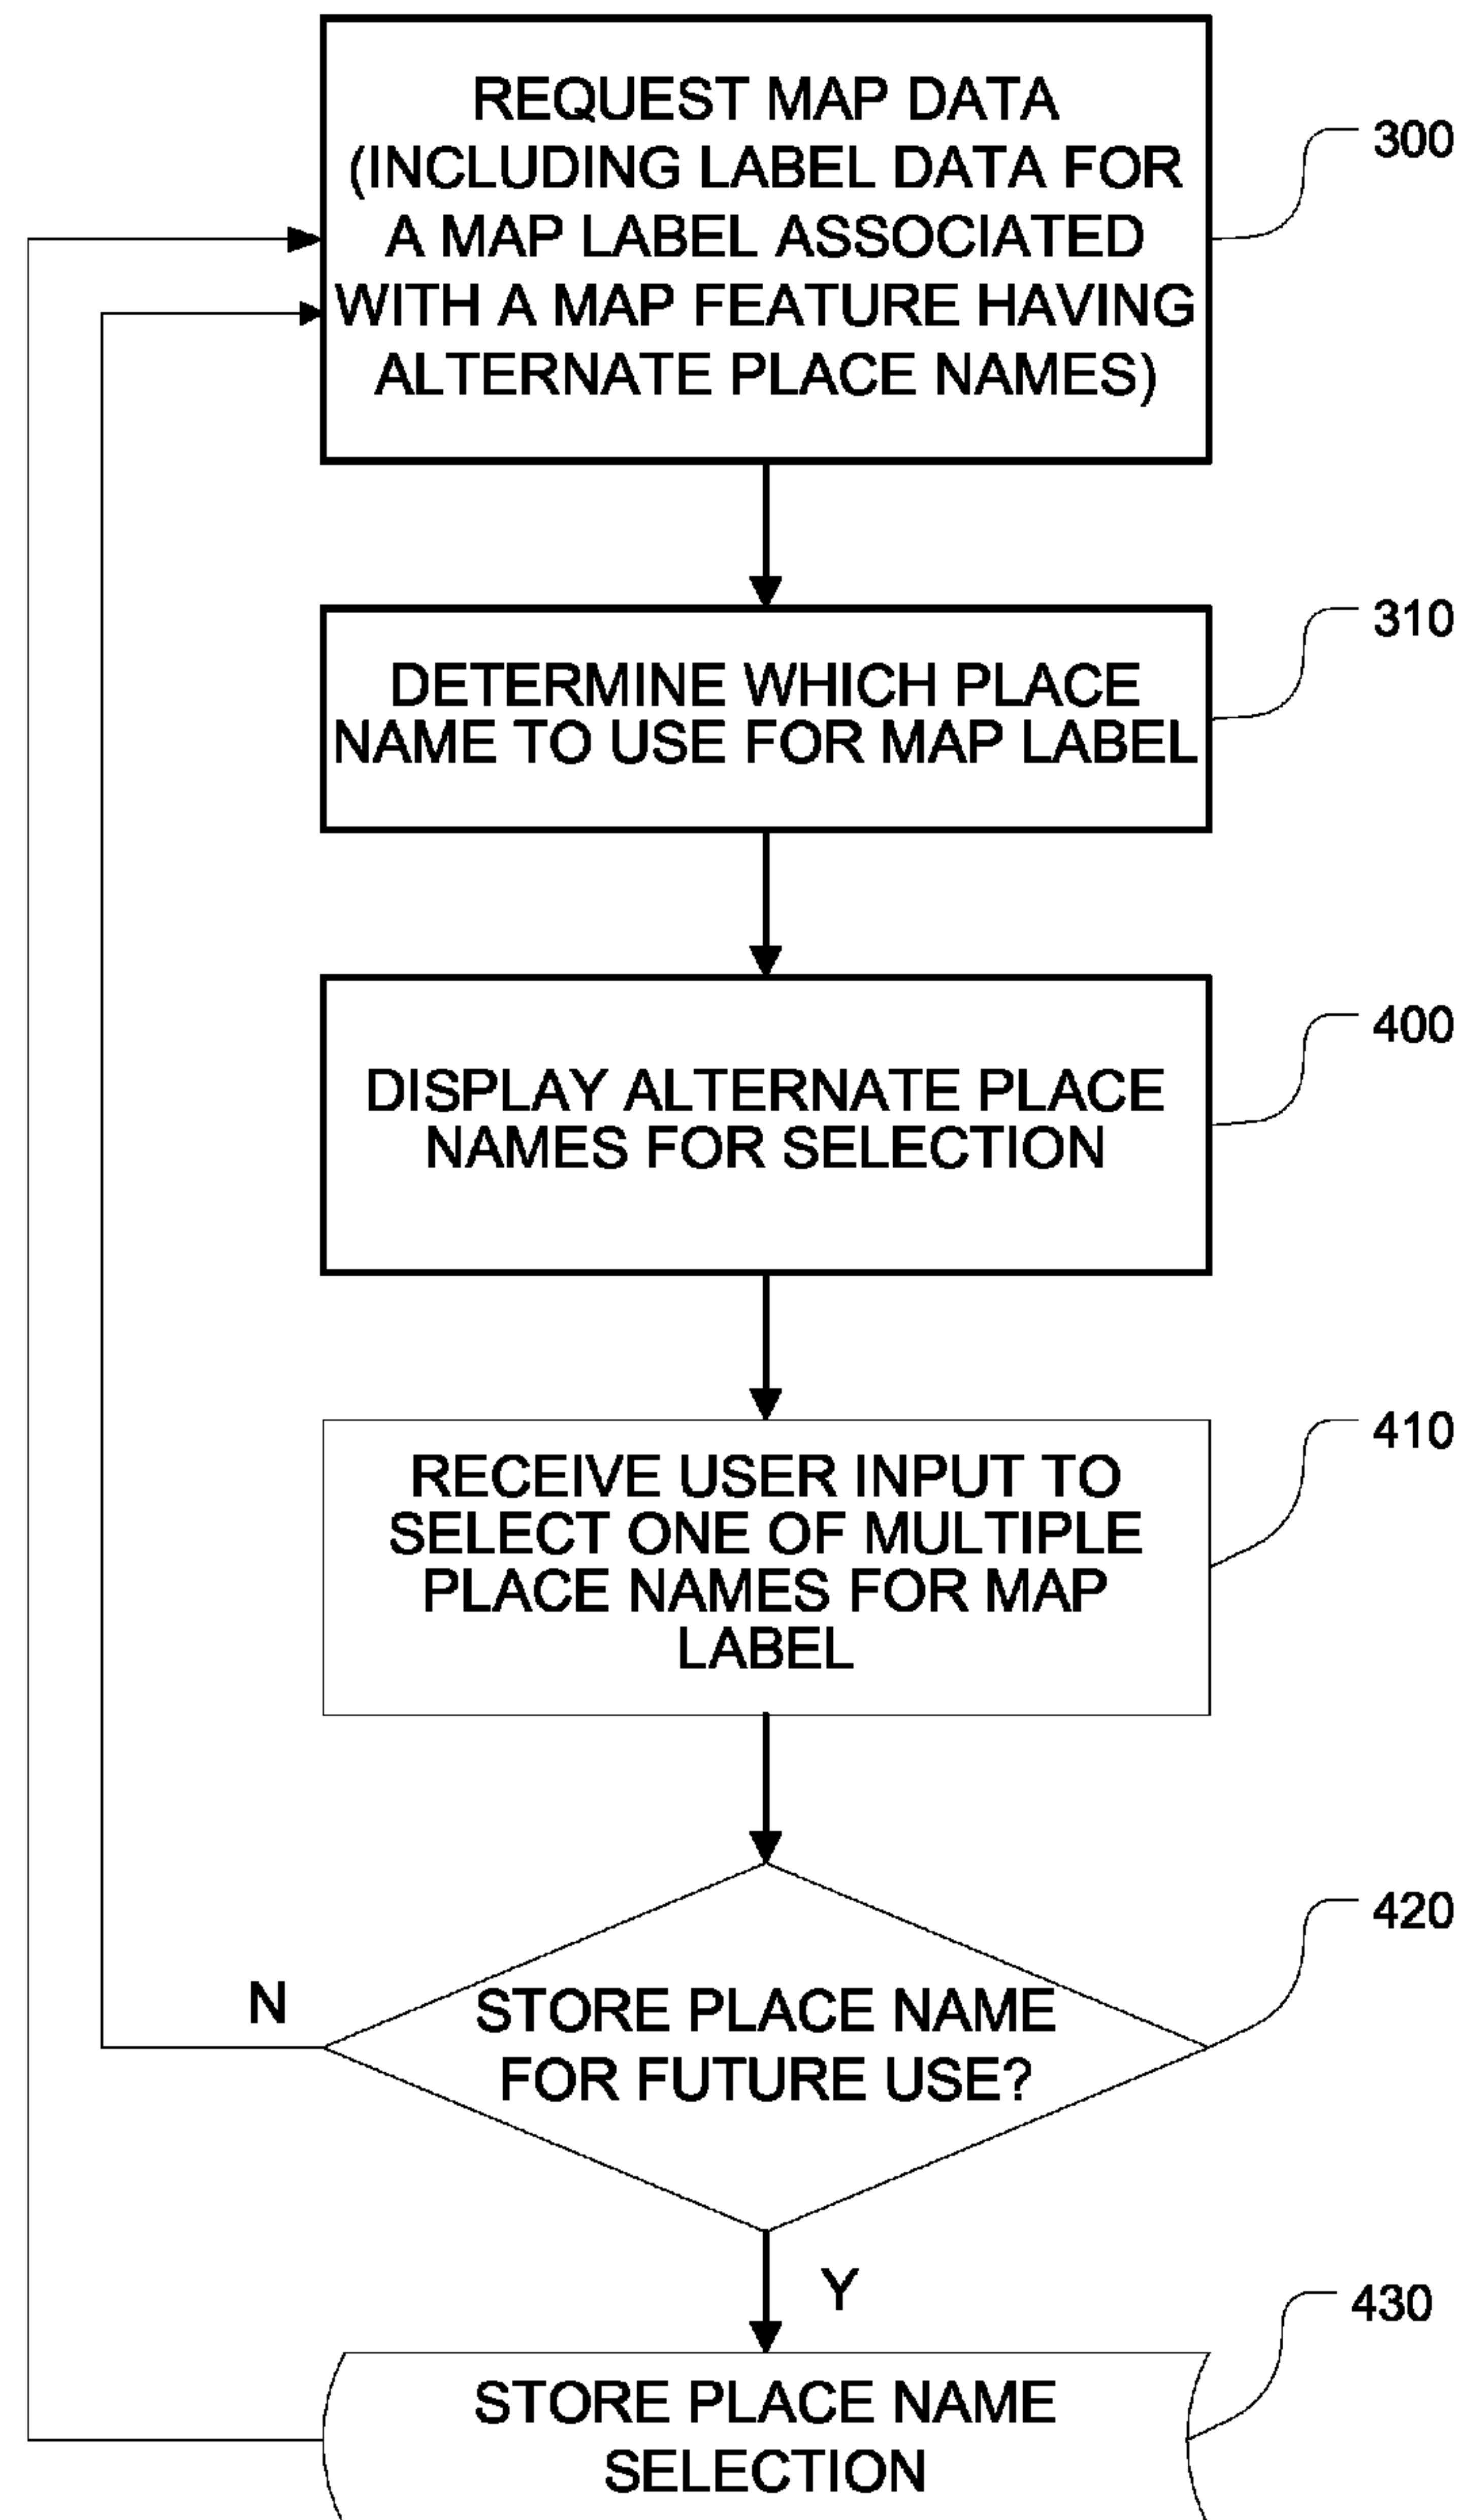 REQUEST MAP DATA
(INCLUDING LABEL DATA FOR
A MAP LABEL ASSOCIATED
WITH A MAP FEATURE HAVING
ALTERNATE PLACE NAMES)
300
DETERMINE WHICH PLACE
NAME TO USE FOR MAP LABEL
310
DISPLAY ALTERNATE PLACE
NAMES FOR SELECTION
400
RECEIVE USER INPUT TO
SELECT ONE OF MULTIPLE
PLACE NAMES FOR MAP
LABEL
410
STORE PLACE NAME
FOR FUTURE USE?
420
N
Y
STORE PLACE NAME
SELECTION
430